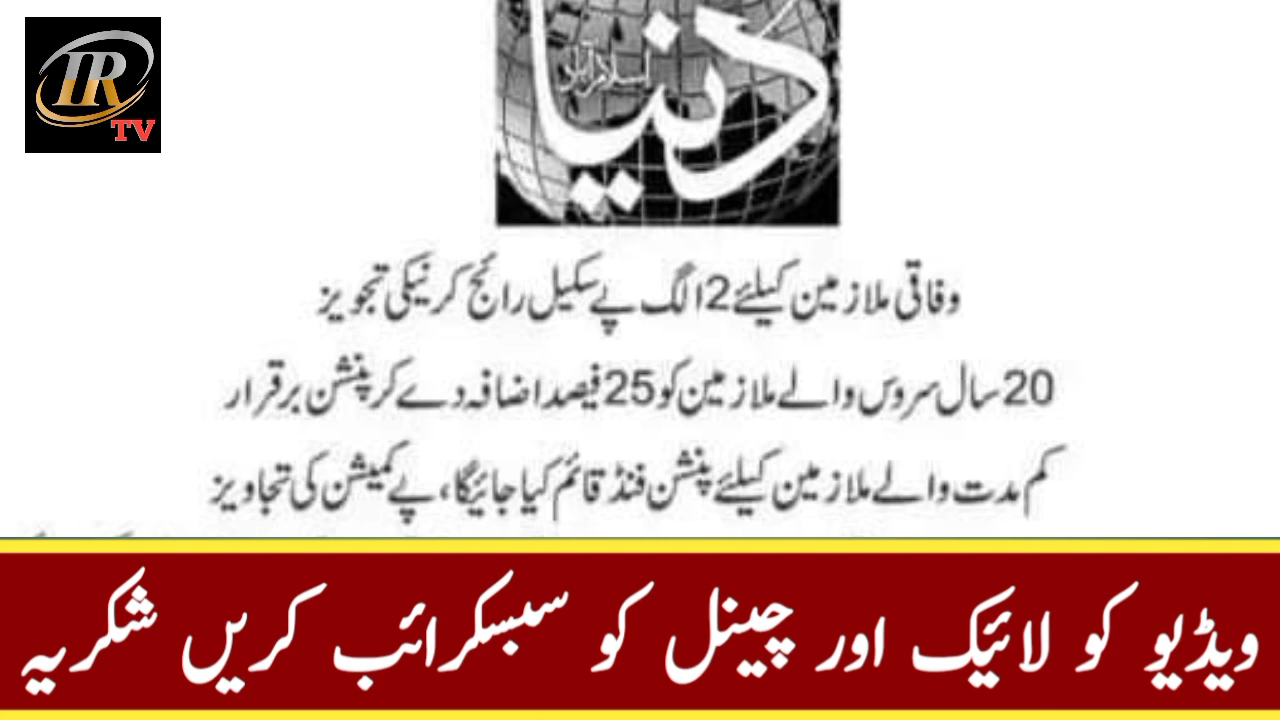 IR
TV
دنیا
اسلام آباد
وفاقی ملازمین کیلئے 2 الگ پے سکیل رائج کرنیکی تجویز
20 سال سروس والے ملازمین کو 25 فیصد اضافہ دے کر پنشن برقرار
کم مدت والے ملازمین کیلئے پنشن فنڈ قائم کیا جائیگا، پے کمیشن کی تجاویز
ویڈیو کو لائیک اور چینل کو سبسکرائب کریں شکریہ